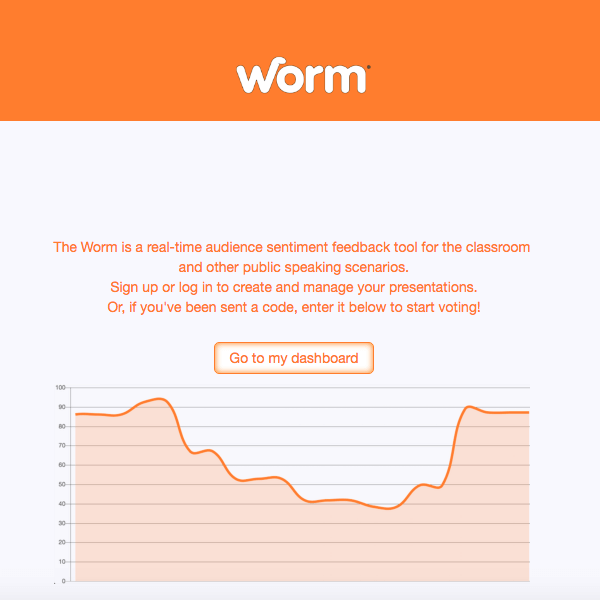 Worm
The Worm is a real-time audience sentiment feedback tool for the classroom
and other public speaking scenarios.
Sign up or log in to create and manage your presentations.
Or, if you've been sent a code, enter it below to start voting!
Go to my dashboard
100
90
80
70
60
50
40
30
20
10
0